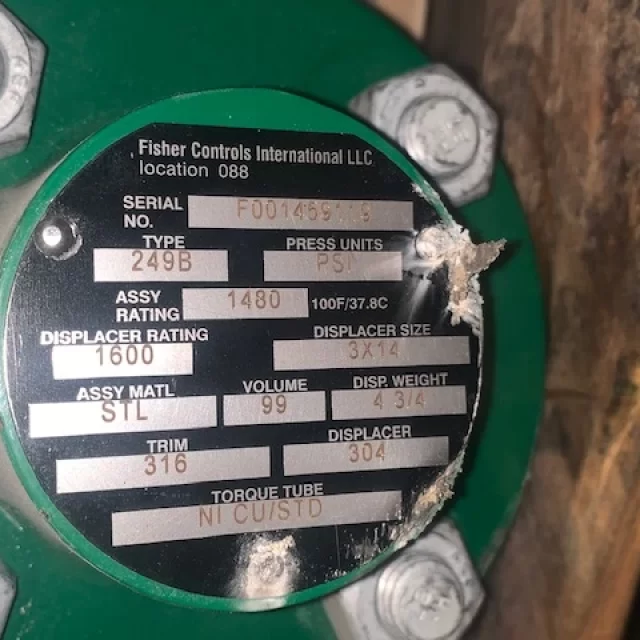 Fisher Controls International LLC
location 088
SERIAL NO.
TYPE PRESS UNITS
249B PSI
ASSY RATING 1480 100F/37.8C
DISPLACER RATING DISPLACER SIZE
1600 3X14
ASSY MATL VOLUME DISP. WEIGHT
STL 99 4 3/4
TRIM DISPLACER
316 304
TORQUE TUBE
NI CU/STD